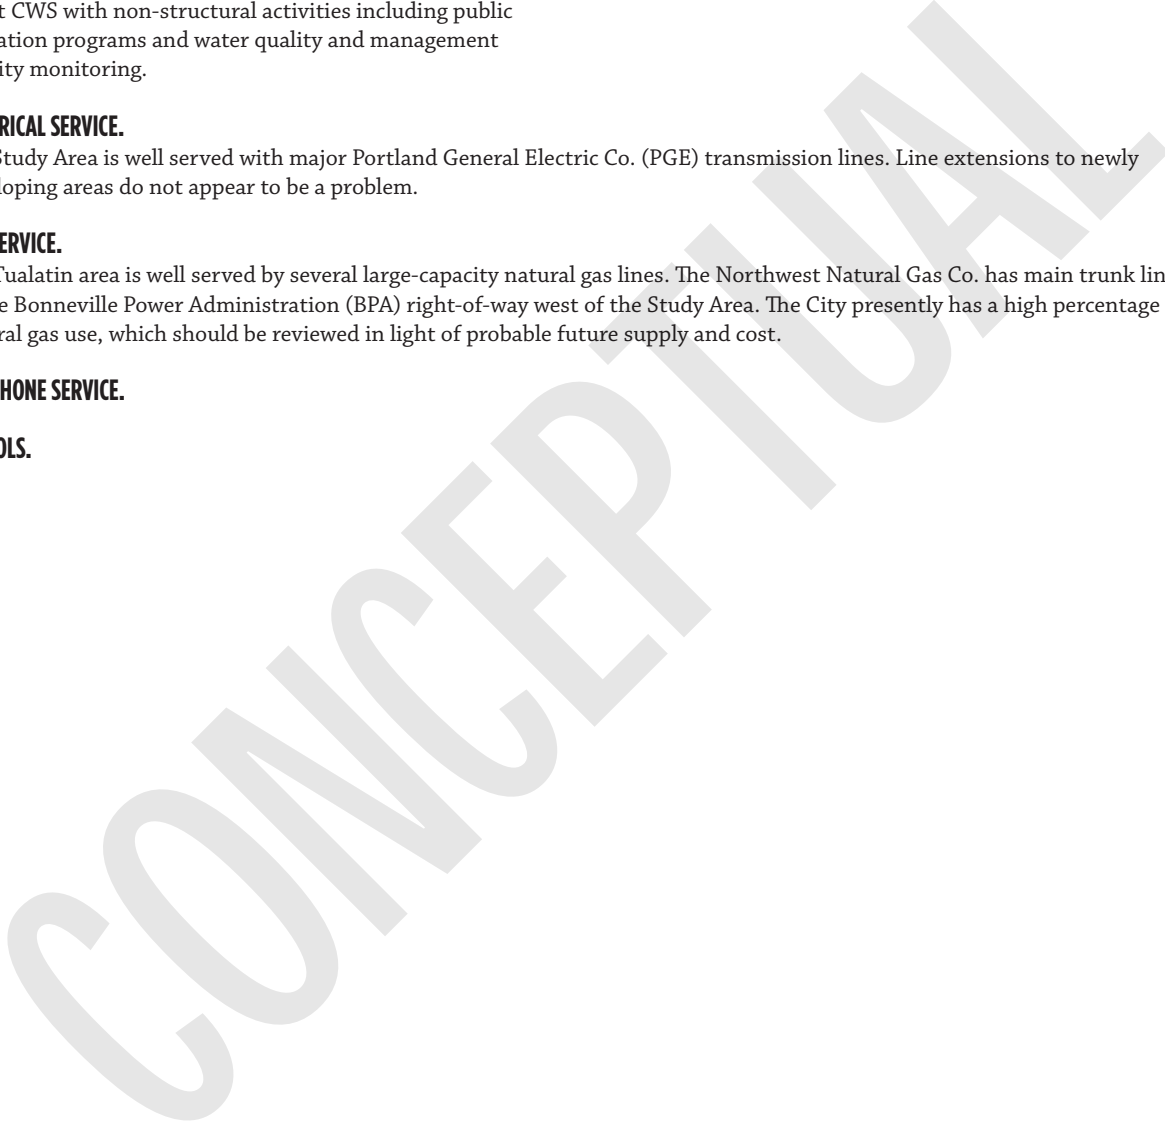 t CWS with non-structural activities including public
ation programs and water quality and management
ity monitoring.
RICAL SERVICE.
Study Area is well served with major Portland General Electric Co. (PGE) transmission lines. Line extensions to newly
loping areas do not appear to be a problem.
ERVICE.
Tualatin area is well served by several large-capacity natural gas lines. The Northwest Natural Gas Co. has main trunk lin
e Bonneville Power Administration (BPA) right-of-way west of the Study Area. The City presently has a high percentage
ral gas use, which should be reviewed in light of probable future supply and cost.
HONE SERVICE.
OLS.
CONCEPTUAL